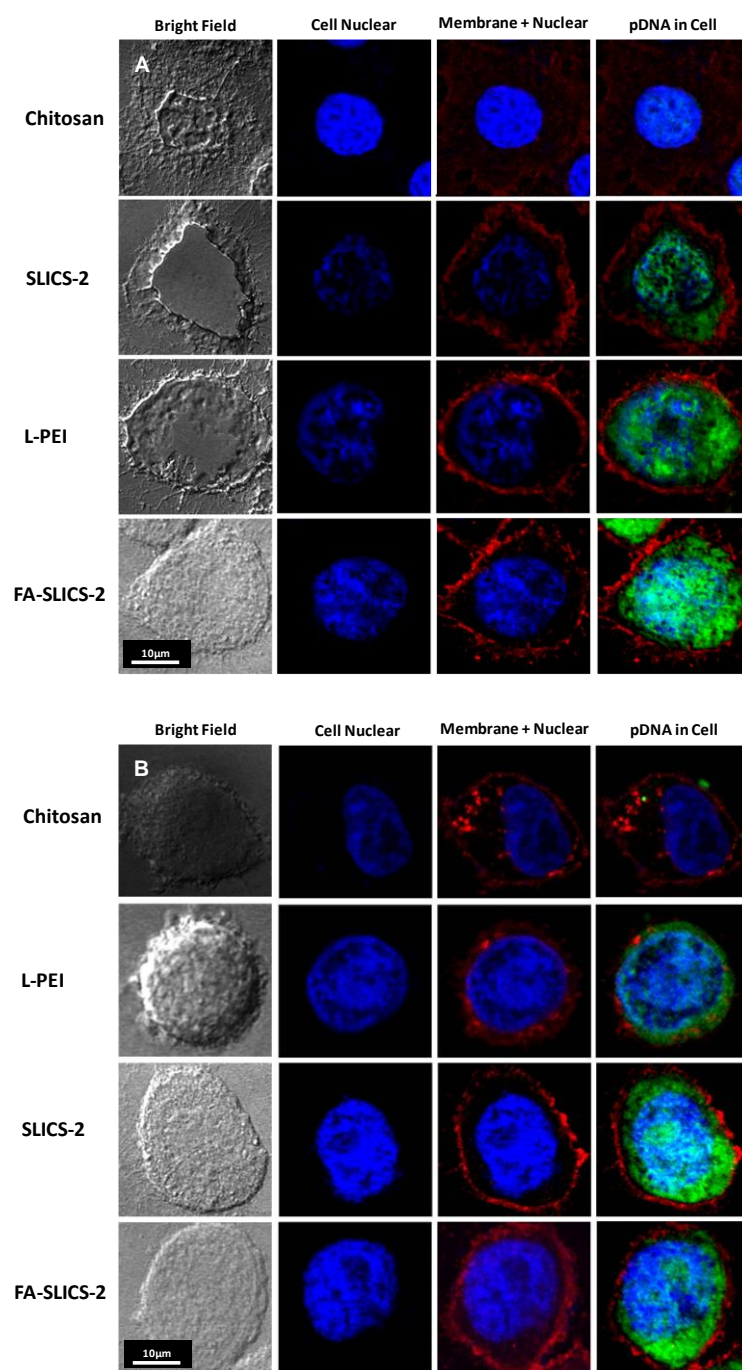 Bright Field Cell Nuclear Membrane + Nuclear pDNA in Cell
A
Chitosan
SLICS-2
L-PEI
FA-SLICS-2
10μm
Bright Field Cell Nuclear Membrane + Nuclear pDNA in Cell
B
Chitosan
L-PEI
SLICS-2
FA-SLICS-2
10μm